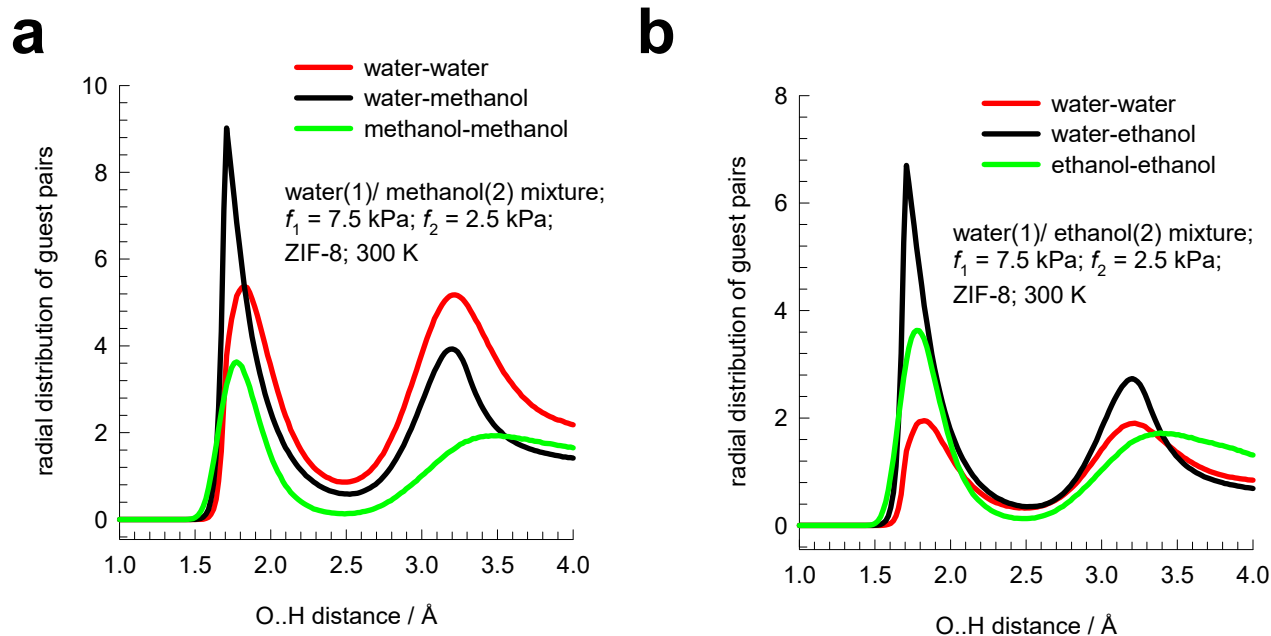 a
water-water
water-methanol
methanol-methanol
water(1)/ methanol(2) mixture;
f1 = 7.5 kPa; f2 = 2.5 kPa;
ZIF-8; 300 K
radial distribution of guest pairs
10
8
6
4
2
0
1.0 1.5 2.0 2.5 3.0 3.5 4.0
O..H distance / Å
b
water-water
water-ethanol
ethanol-ethanol
water(1)/ ethanol(2) mixture;
f1 = 7.5 kPa; f2 = 2.5 kPa;
ZIF-8; 300 K
radial distribution of guest pairs
8
6
4
2
0
1.0 1.5 2.0 2.5 3.0 3.5 4.0
O..H distance / Å